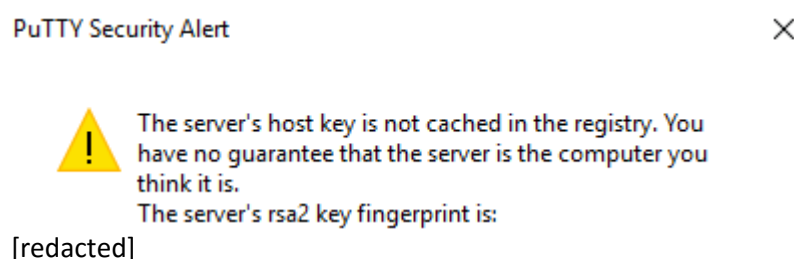 PuTTY Security Alert
The server's host key is not cached in the registry. You
have no guarantee that the server is the computer you
think it is.
The server's rsa2 key fingerprint is:
[redacted]